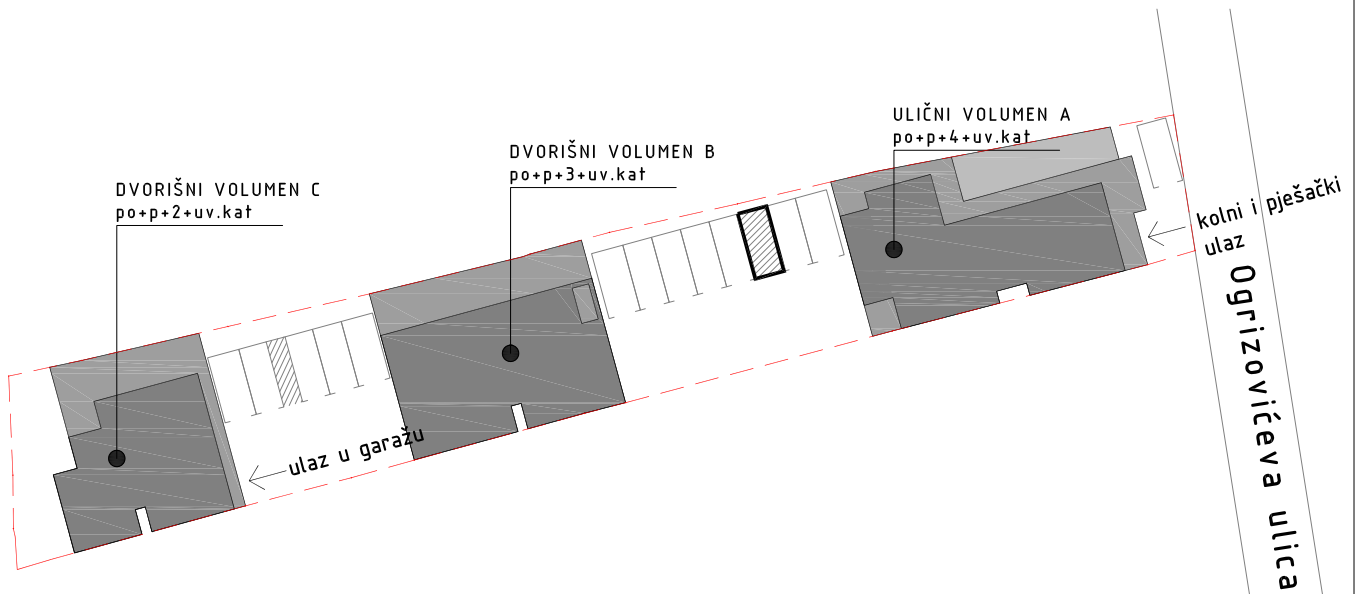 ULIČNI VOLUMEN A
po+p+4+uv.kat
DVORIŠNI VOLUMEN B
po+p+3+uv.kat
DVORIŠNI VOLUMEN C
po+p+2+uv.kat
kolni i pješački
ulaz
Ogrizovićeva ulica
ulaz u garažu